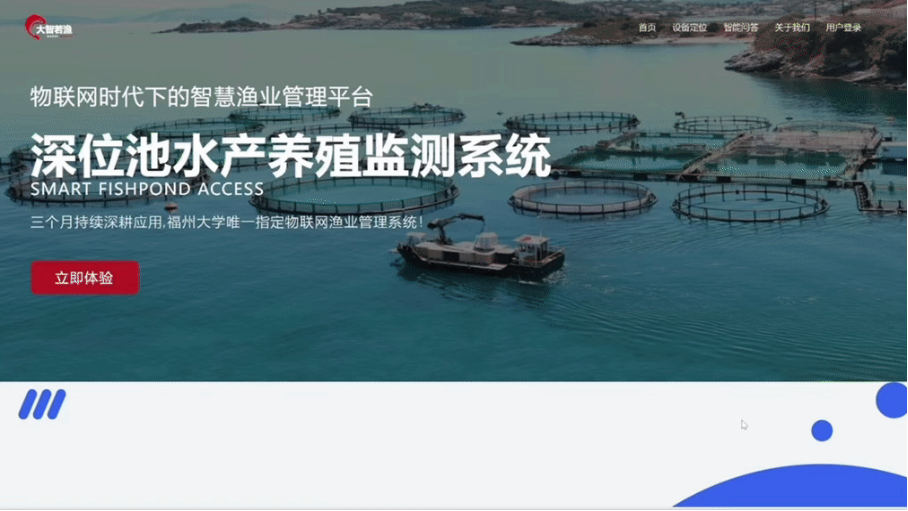 大智若渔
首页 设备定位 智能问答 关于我们 用户登录
物联网时代下的智慧渔业管理平台
深位池水产养殖监测系统
SMART FISHPOND ACCESS
三个月持续深耕应用,福州大学唯一指定物联网渔业管理系统!
立即体验